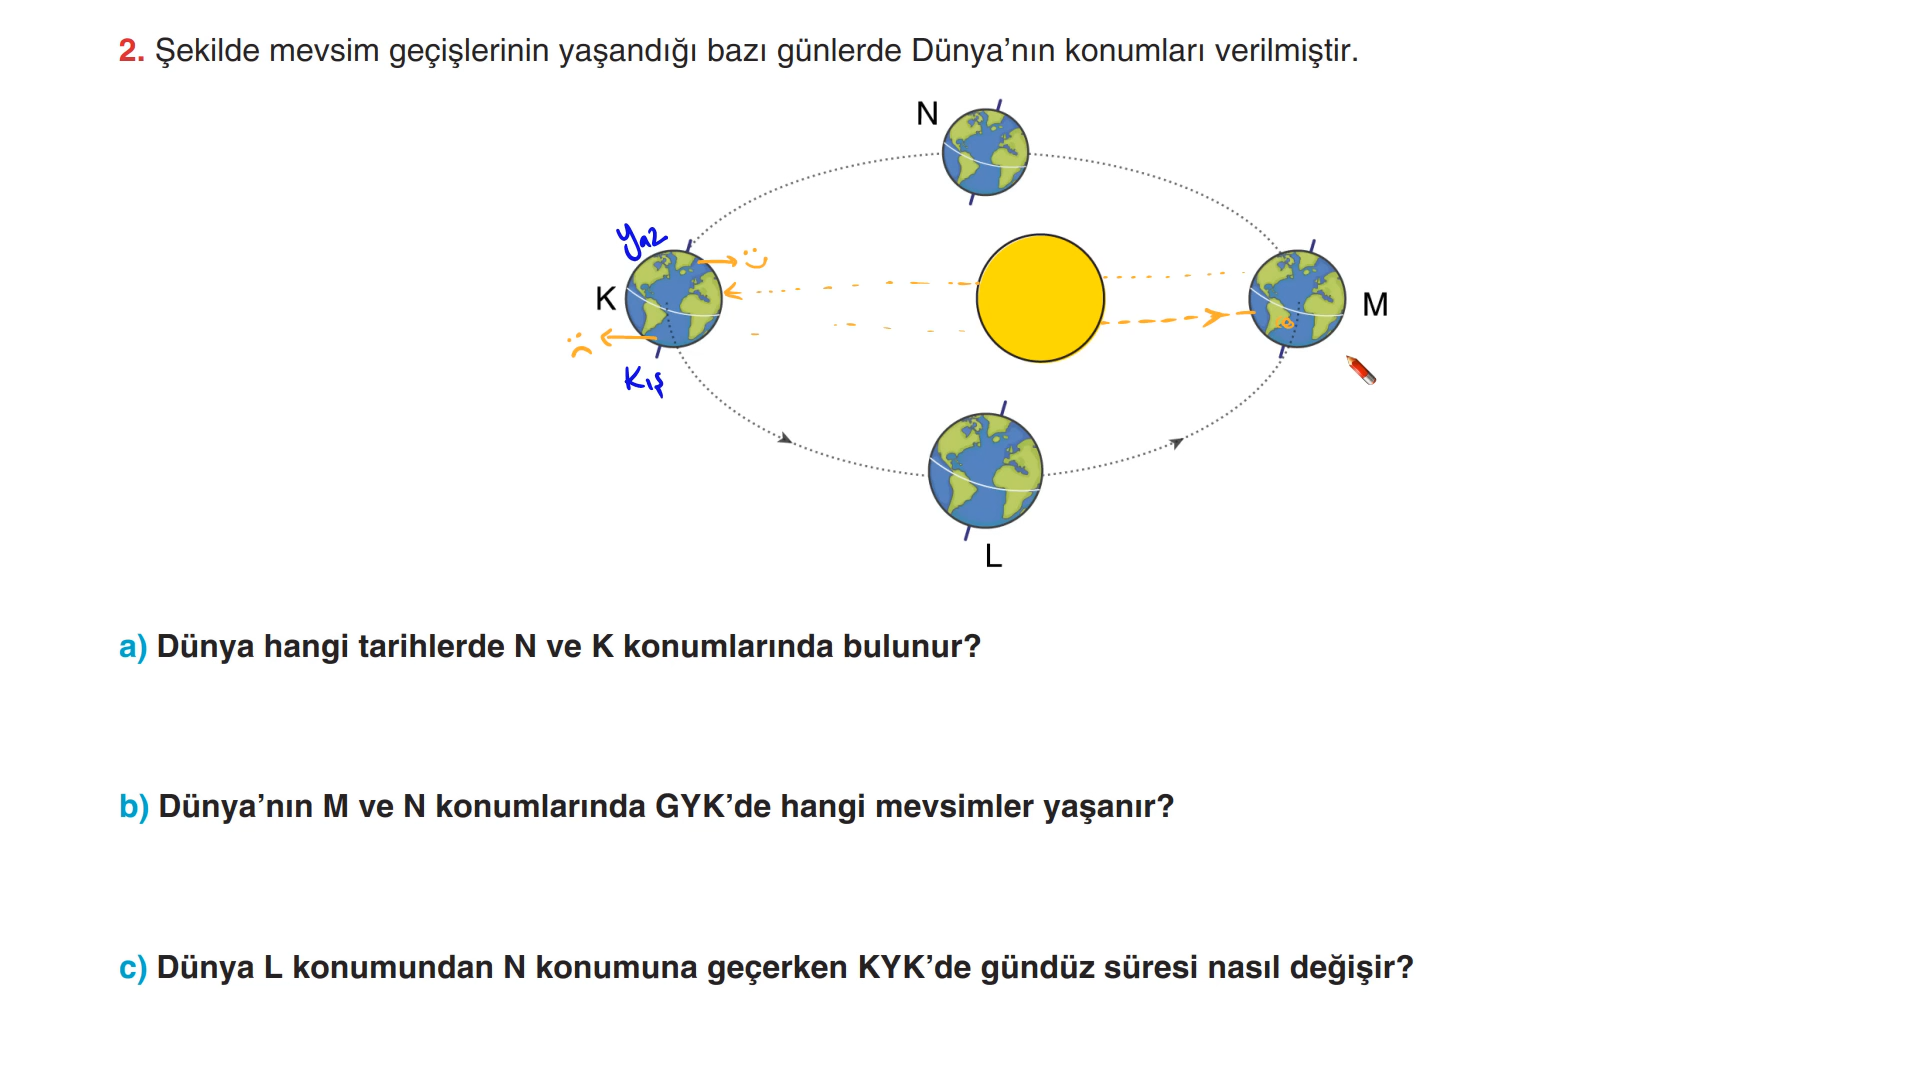 2. Şekilde mevsim geçişlerinin yaşandığı bazı günlerde Dünya’nın konumları verilmiştir.
N
Yaz
K
M
Kış
L
a) Dünya hangi tarihlerde N ve K konumlarında bulunur?
b) Dünya’nın M ve N konumlarında GYK’de hangi mevsimler yaşanır?
c) Dünya L konumundan N konumuna geçerken KYK’de gündüz süresi nasıl değişir?